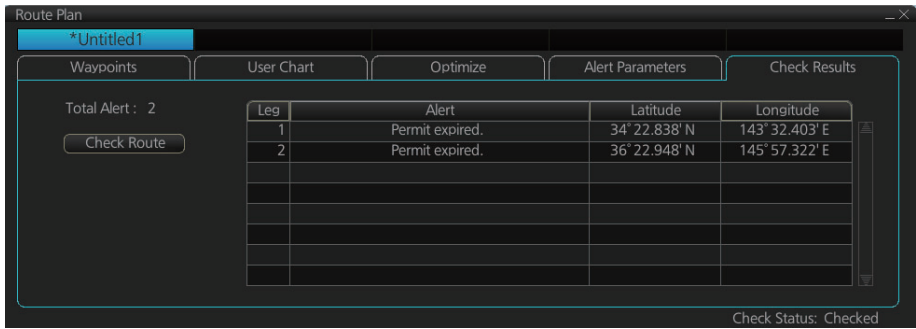 Route Plan
*Untitled1
Waypoints User Chart Optimize Alert Parameters Check Results
Total Alert : 2
Check Route
Leg Alert Latitude Longitude
1 Permit expired. 34°22.838' N 143°32.403' E
2 Permit expired. 36°22.948' N 145°57.322' E
Check Status: Checked